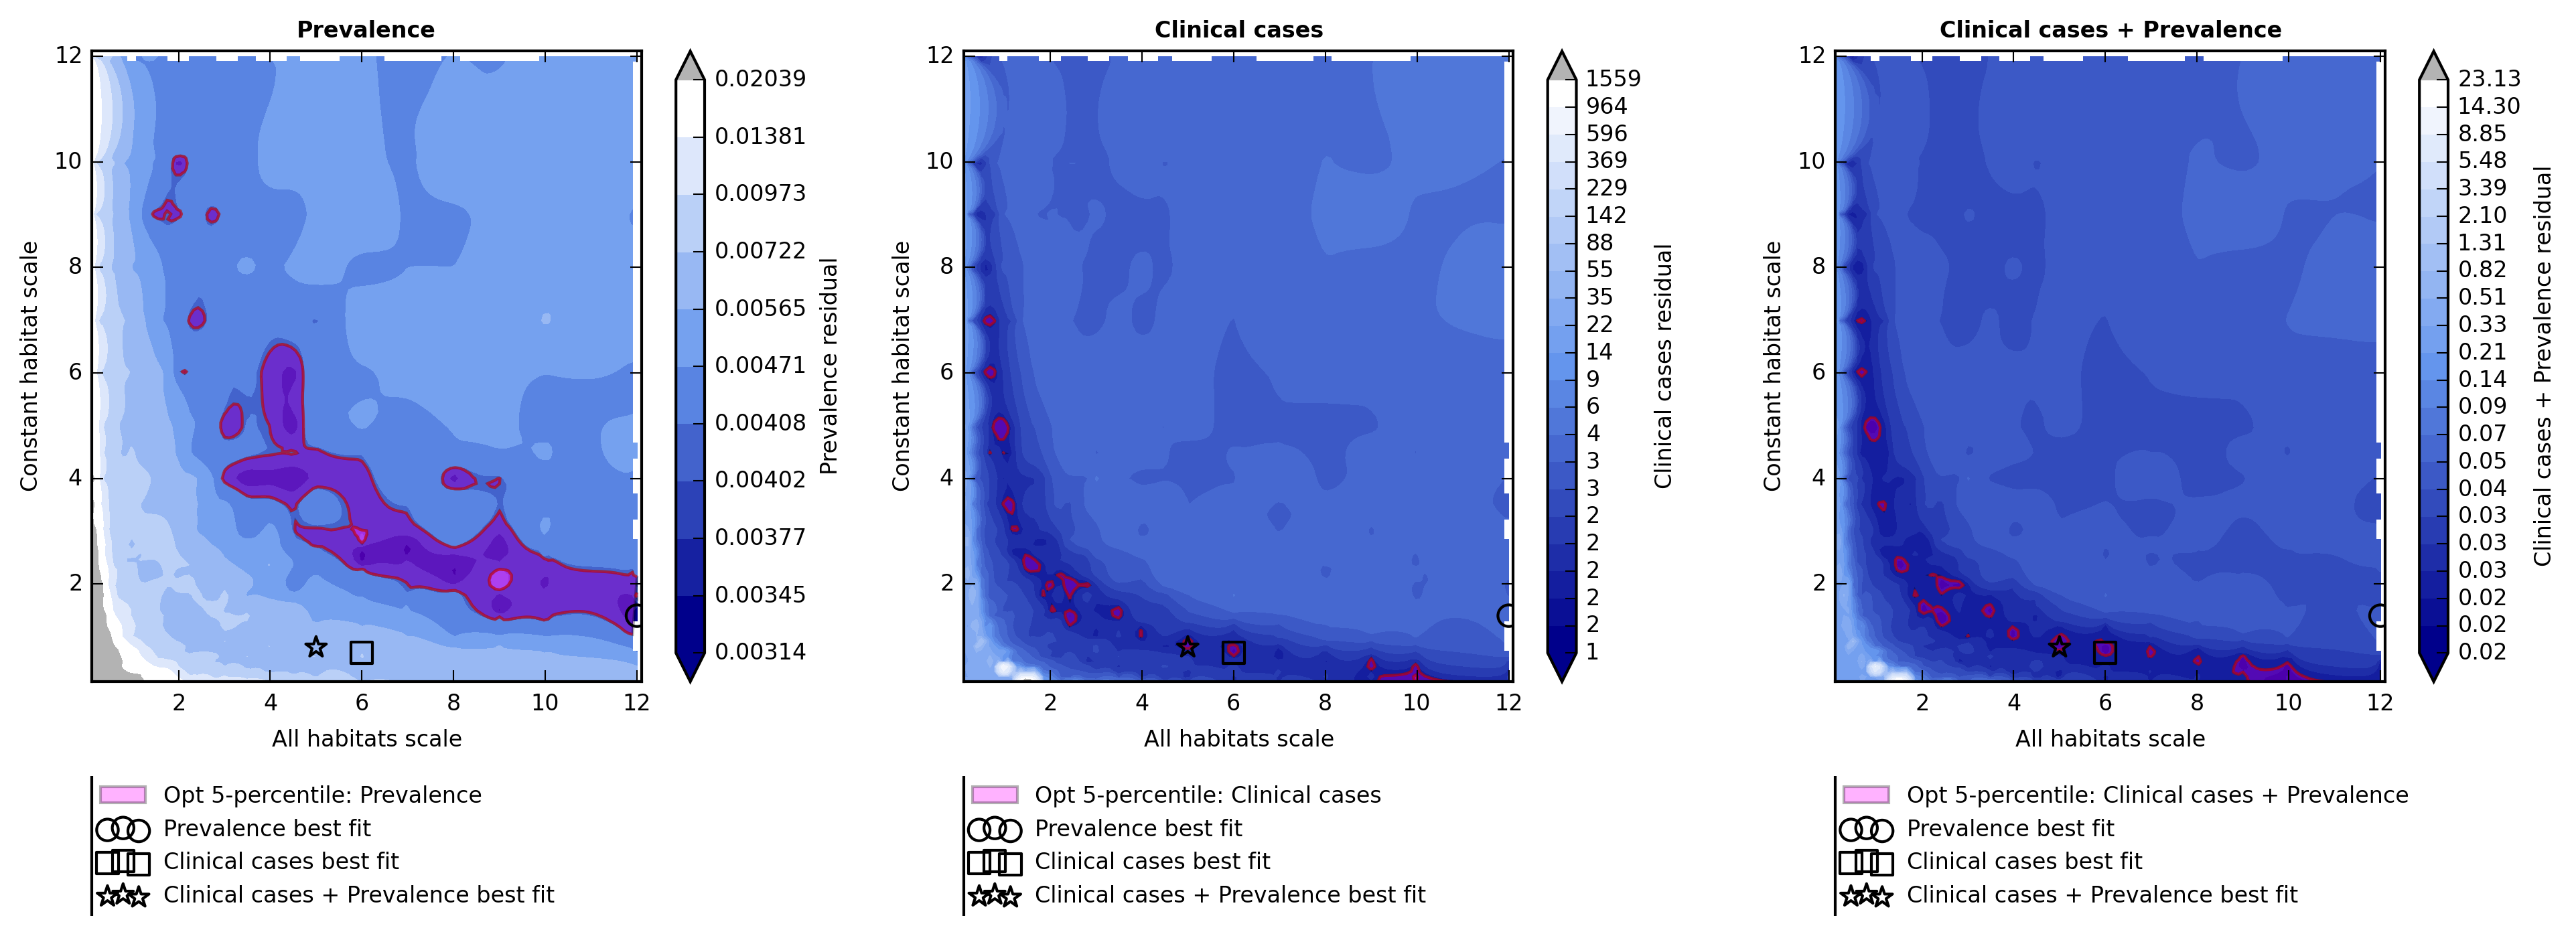 Prevalence
Constant habitat scale
12
10
8
6
4
2
2 4 6 8 10 12
All habitats scale
0.02039
0.01381
0.00973
0.00722
0.00565
0.00471
0.00408
0.00402
0.00377
0.00345
0.00314
Prevalence residual
Opt 5-percentile: Prevalence
Prevalence best fit
Clinical cases best fit
Clinical cases + Prevalence best fit
Clinical cases
Constant habitat scale
12
10
8
6
4
2
2 4 6 8 10 12
All habitats scale
1559
964
596
369
229
142
88
55
35
22
14
9
6
4
3
3
2
2
2
2
2
1
Clinical cases residual
Opt 5-percentile: Clinical cases
Prevalence best fit
Clinical cases best fit
Clinical cases + Prevalence best fit
Clinical cases + Prevalence
Constant habitat scale
12
10
8
6
4
2
2 4 6 8 10 12
All habitats scale
23.13
14.30
8.85
5.48
3.39
2.10
1.31
0.82
0.51
0.33
0.21
0.14
0.09
0.07
0.05
0.04
0.03
0.03
0.03
0.02
0.02
0.02
Clinical cases + Prevalence residual
Opt 5-percentile: Clinical cases + Prevalence
Prevalence best fit
Clinical cases best fit
Clinical cases + Prevalence best fit